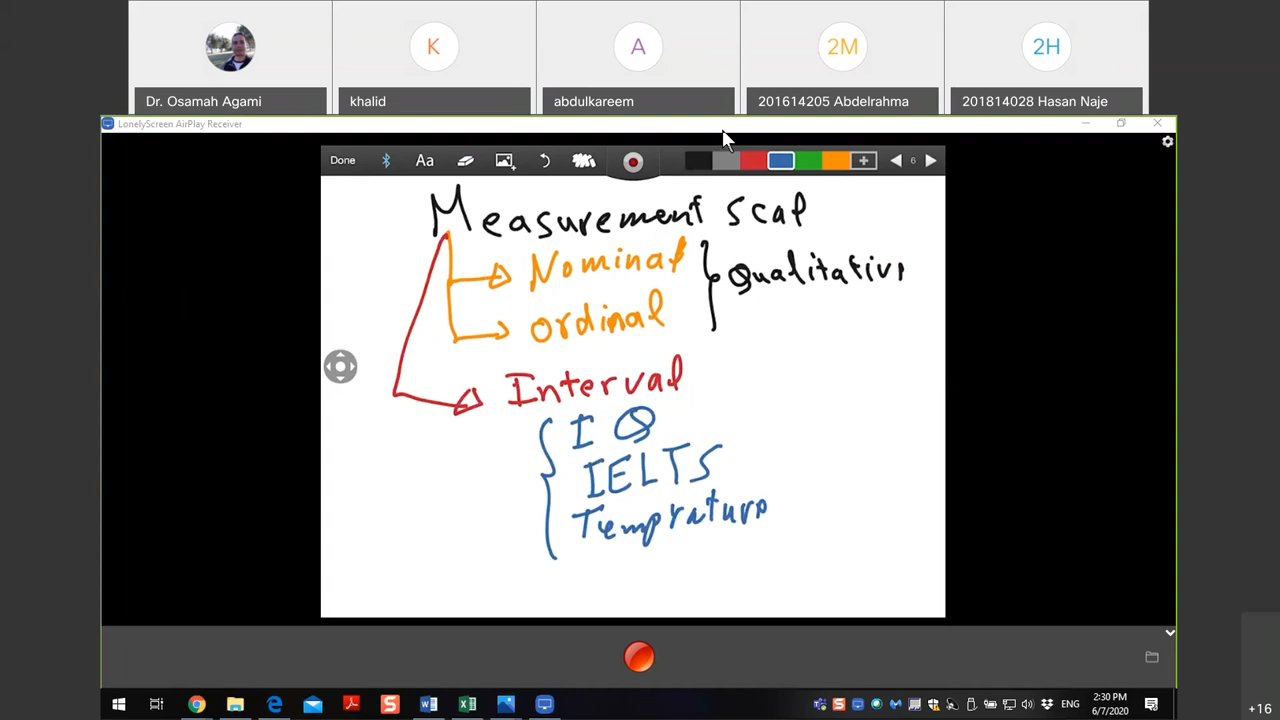 K
A
2M
2H
Dr. Osamah Agami
khalid
abdulkareem
201614205 Abdelrahma
201814028 Hasan Naje
LonelyScreen AirPlay Receiver
Done
Aa
6
Measurement scal
Nominal
Qualitative
ordinal
Interval
I Q
IELTS
Temprature
ENG
2:30 PM
6/7/2020
+16